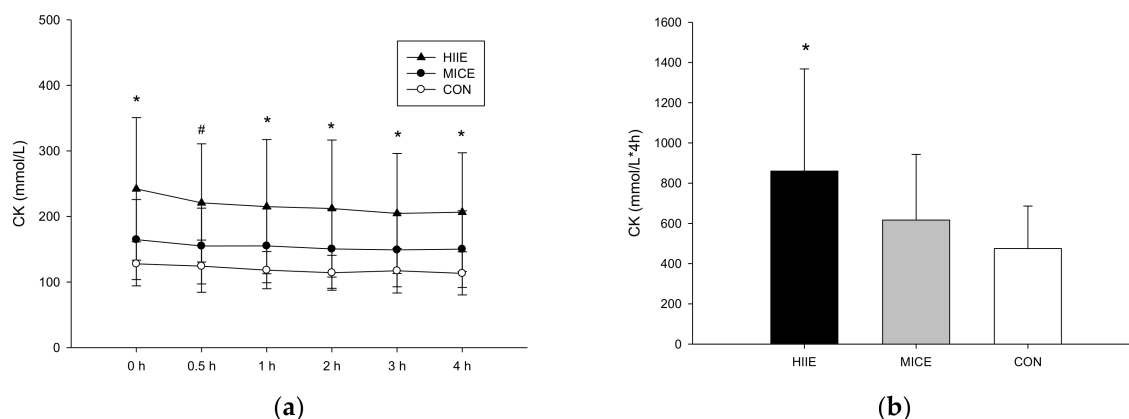 500
400
300
200
100
0
CK (mmol/L)
HIIE
MICE
CON
*
#
*
*
*
*
0 h
0.5 h
1 h
2 h
3 h
4 h
(a)
1600
1400
1200
1000
800
600
400
200
0
CK (mmol/L*4h)
*
HIIE
MICE
CON
(b)